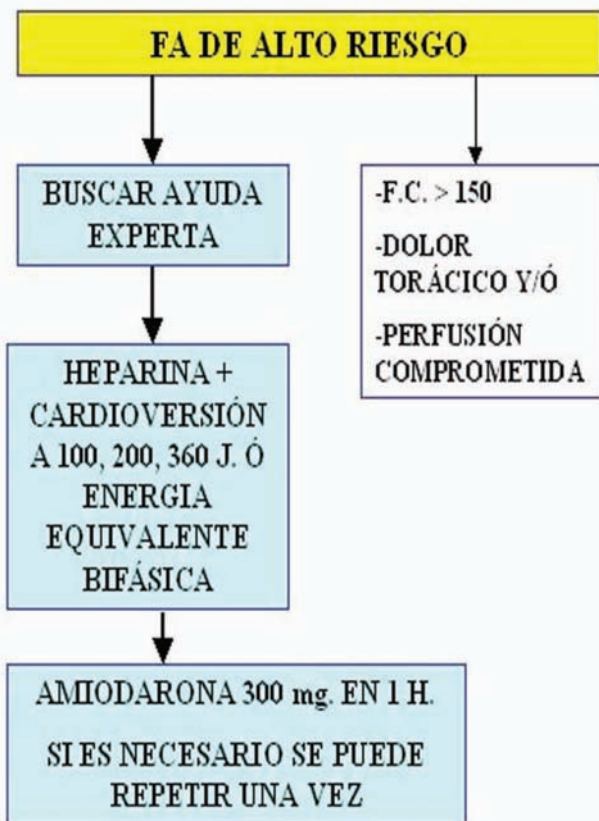 FA DE ALTO RIESGO
BUSCAR AYUDA
EXPERTA
HEPARINA +
CARDIOVERSIÓN
A 100, 200, 360 J. Ó
ENERGIA
EQUIVALENTE
BIFÁSICA
AMIODARONA 300 mg. EN 1 H.
SI ES NECESARIO SE PUEDE
REPETIR UNA VEZ
-F.C. > 150
-DOLOR
TORÁCICO Y/Ó
-PERFUSIÓN
COMPROMETIDA